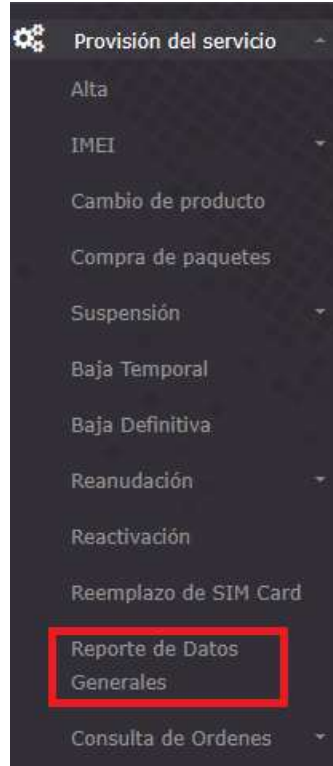 Provisión del servicio
Alta
IMEI
Cambio de producto
Compra de paquetes
Suspensión
Baja Temporal
Baja Definitiva
Reanudación
Reactivación
Reemplazo de SIM Card
Reporte de Datos
Generales
Consulta de Ordenes